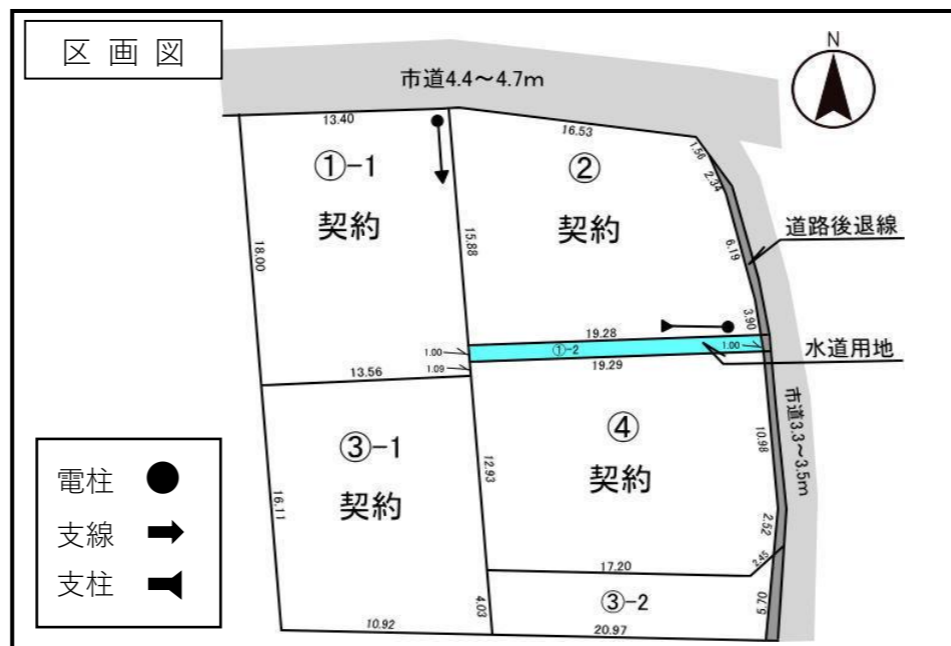 区画図
N
市道4.4～4.7m
13.40
16.53
①-1
契約
②
契約
1.56
2.34
6.19
3.90
道路後退線
18.00
15.88
19.28
①-2
1.00
19.29
水道用地
1.00
1.09
13.56
③-1
契約
④
契約
市道3.3～3.5m
10.98
12.93
16.11
2.52
2.45
17.20
③-2
4.03
5.70
10.92
20.97
電柱
支線
支柱